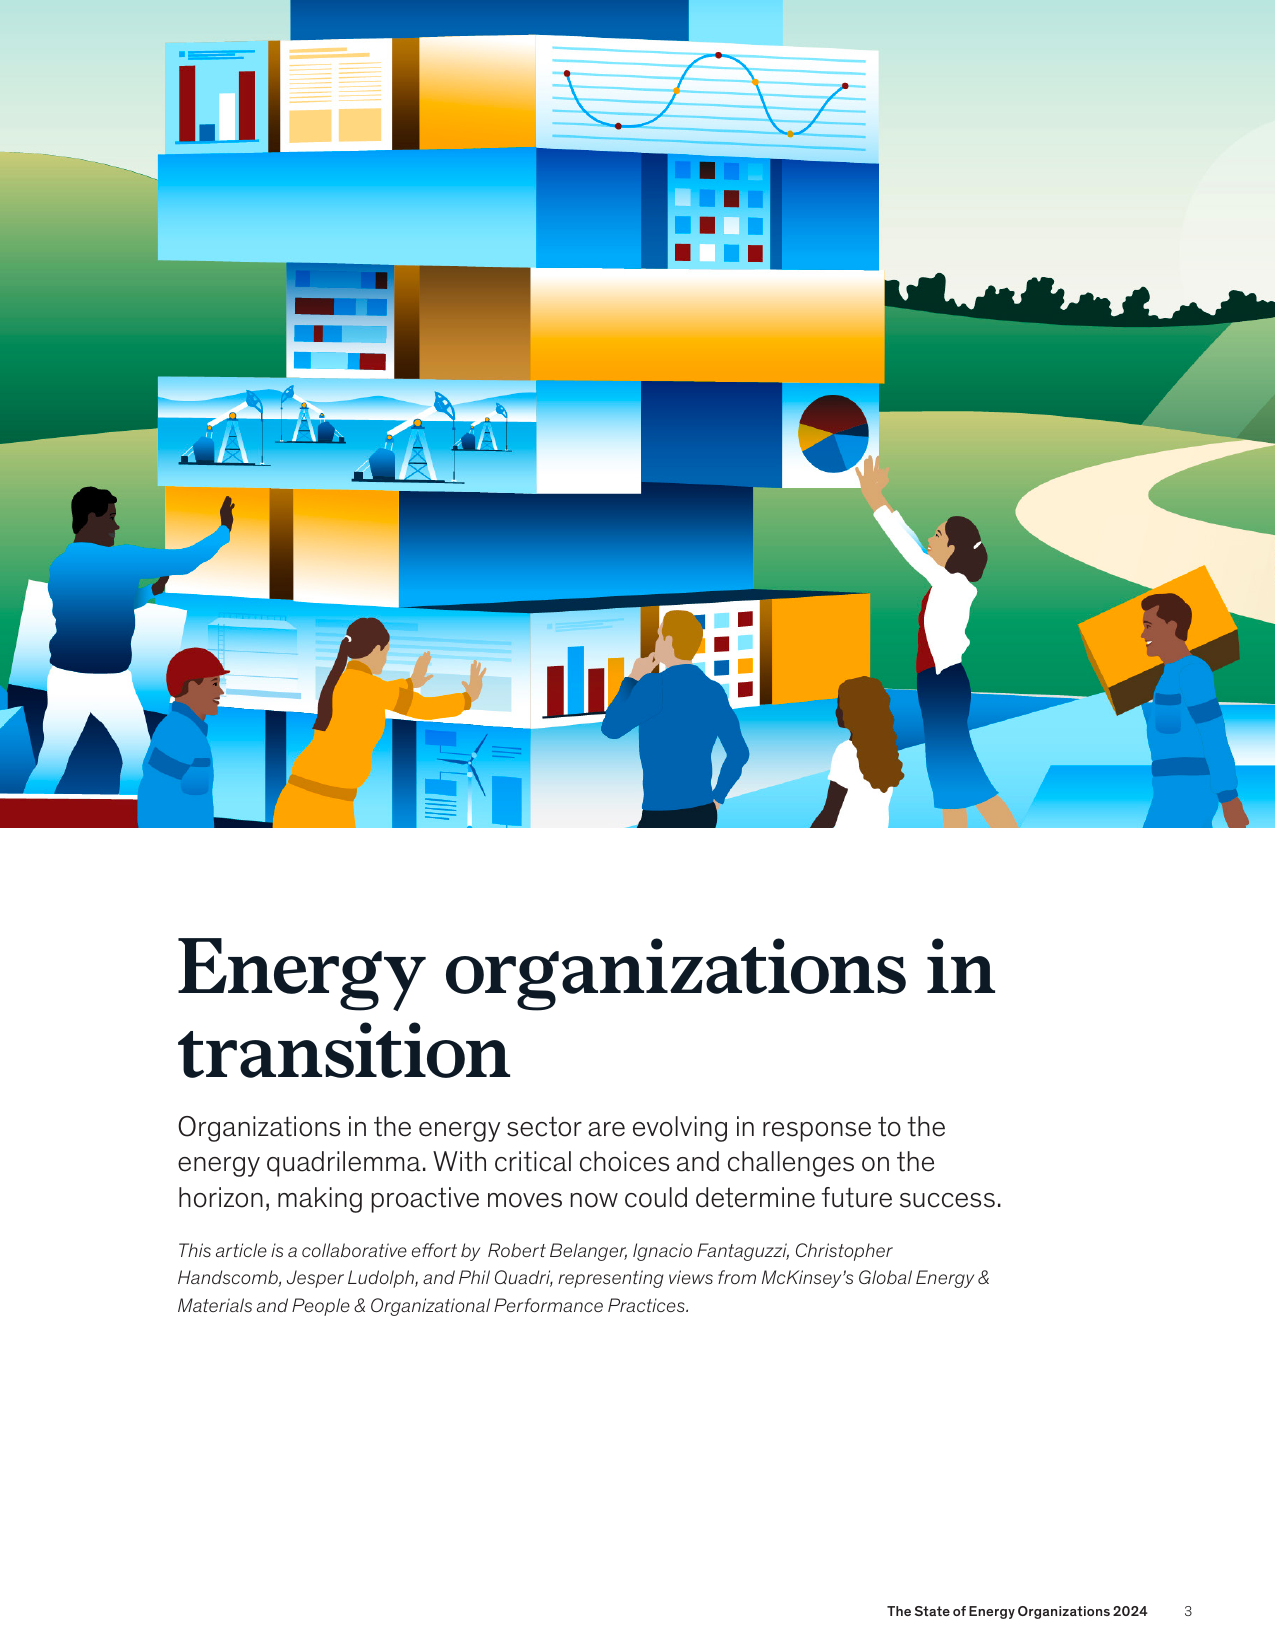 Energy organizations in
transition
Organizations in the energy sector are evolving in response to the
energy quadrilemma. With critical choices and challenges on the
horizon, making proactive moves now could determine future success.
This article is a collaborative effort by  Robert Belanger, Ignacio Fantaguzzi, Christopher
Handscomb, Jesper Ludolph, and Phil Quadri, representing views from McKinsey’s Global Energy &
Materials and People & Organizational Performance Practices.
The State of Energy Organizations 2024 3